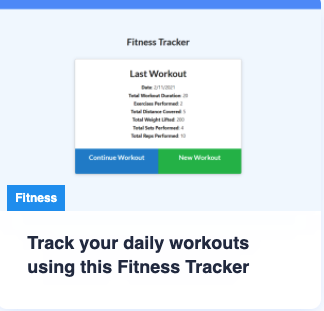 Fitness Tracker
Last Workout
Date: 2/11/2021
Total Workout Duration: 20
Exercises Performed: 2
Total Distance Covered: 5
Total Weight Lifted: 200
Total Sets Performed: 4
Total Reps Performed: 10
Continue Workout
New Workout
Fitness
Track your daily workouts
using this Fitness Tracker